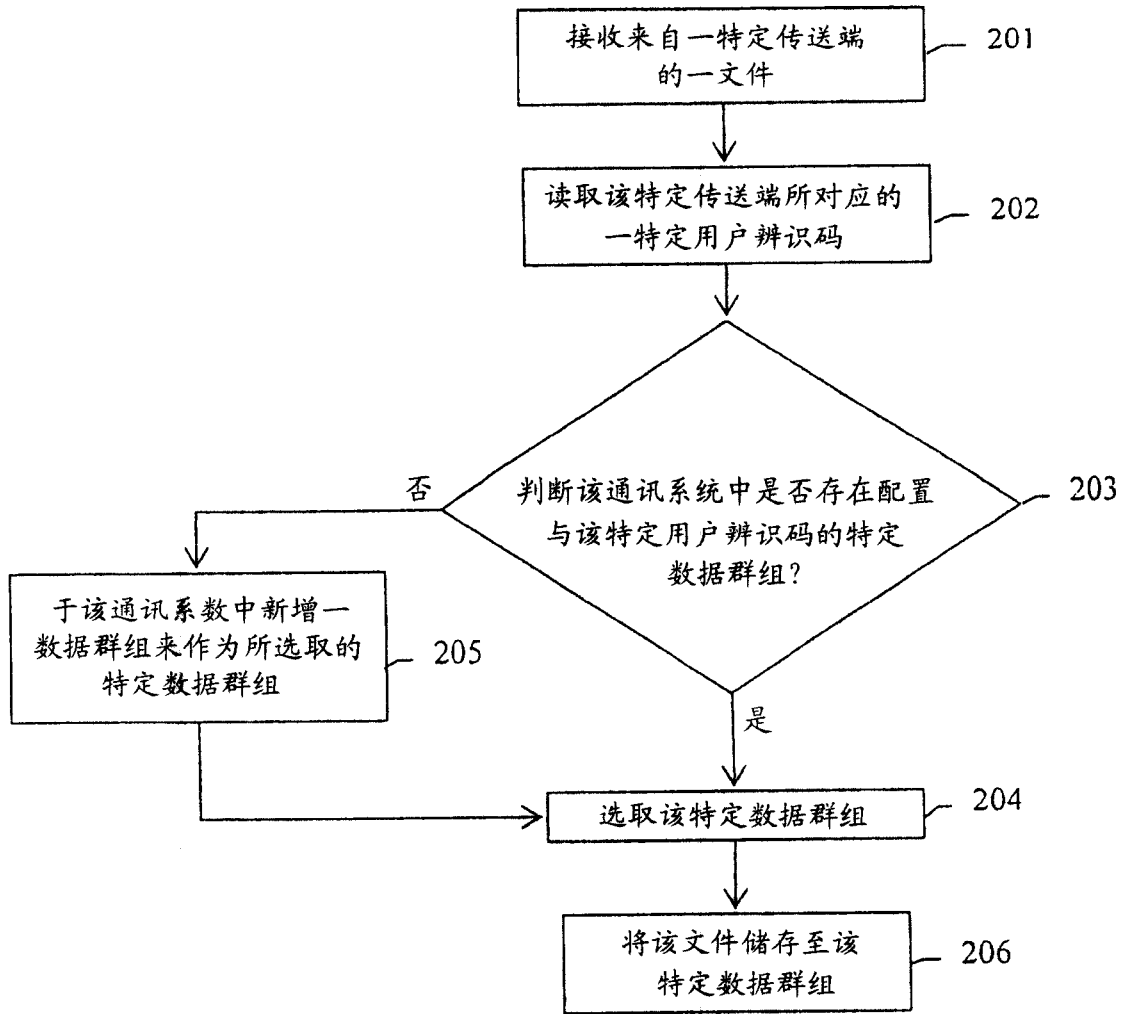 接收来自一特定传送端
的一文件
201
读取该特定传送端所对应的
一特定用户辨识码
202
否
判断该通讯系统中是否存在配置
与该特定用户辨识码的特定
数据群组?
203
于该通讯系数中新增一
数据群组来作为所选取的
特定数据群组
205
是
选取该特定数据群组
204
将该文件储存至该
特定数据群组
206